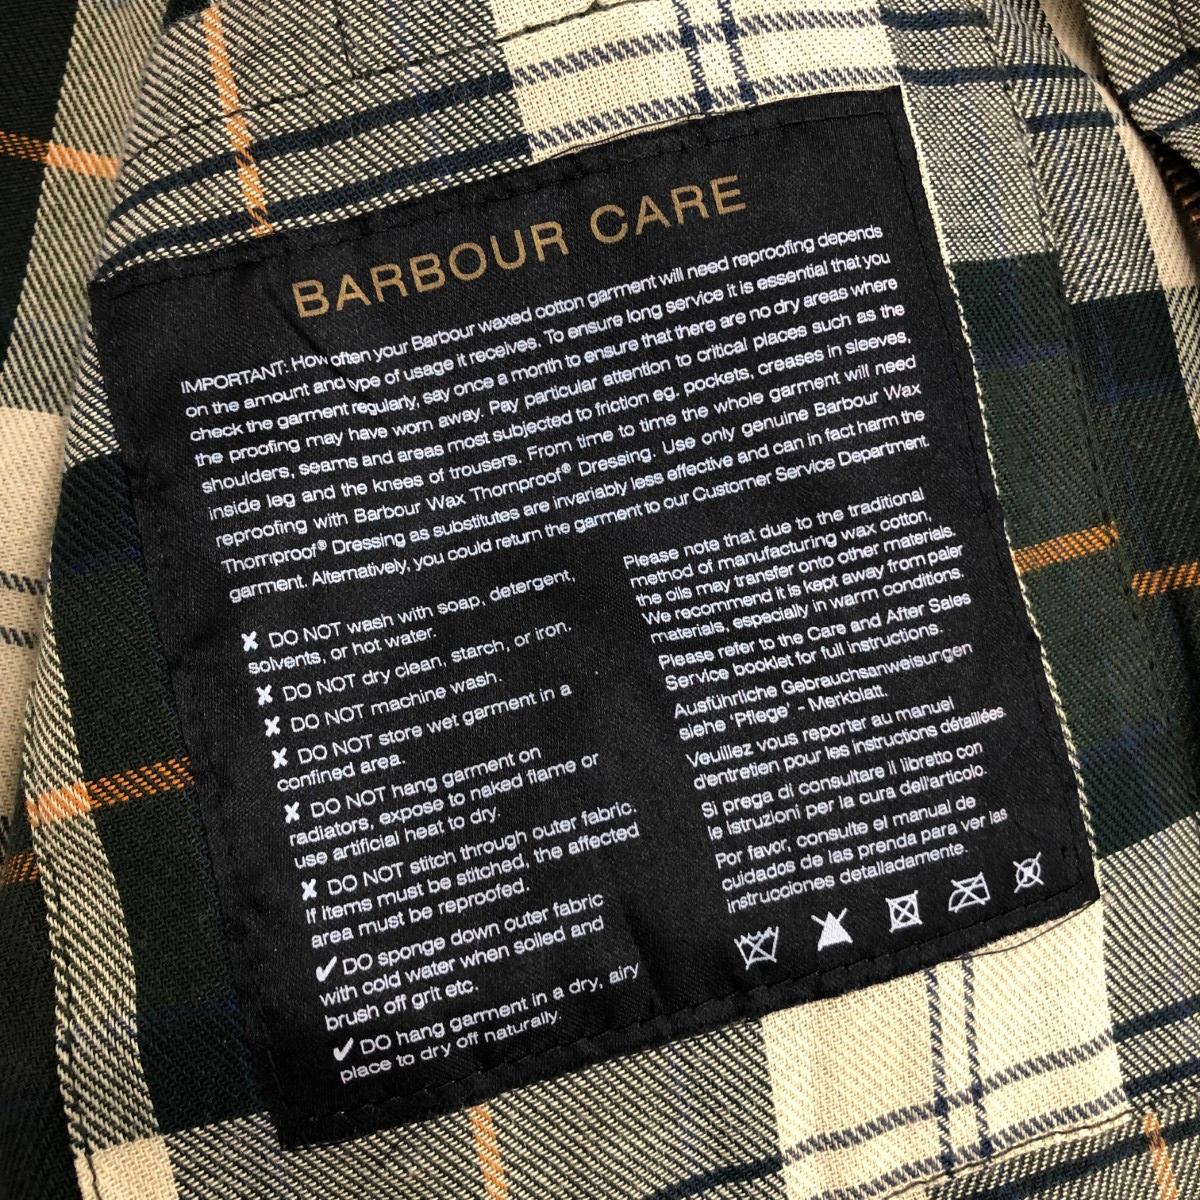 BARBOUR CARE
IMPORTANT: How often your Barbour waxed cotton garment will need reproofing depends
on the amount and type of usage it receives. To ensure long service it is essential that you
check the garment regularly, say once a month to ensure that there are no dry areas where
the proofing may have worn away. Pay particular attention to critical places such as the
shoulders, seams and areas most subjected to friction eg. pockets, creases in sleeves,
inside leg and the knees of trousers. From time to time the whole garment will need
reproofing with Barbour Wax Thornproof® Dressing. Use only genuine Barbour Wax
Thornproof® Dressing as substitutes are invariably less effective and can in fact harm the
garment. Alternatively, you could return the garment to our Customer Service Department.
✗ DO NOT wash with soap, detergent,
solvents, or hot water.
✗ DO NOT dry clean, starch, or iron.
✗ DO NOT machine wash.
✗ DO NOT store wet garment in a
confined area.
✗ DO NOT hang garment on
radiators, expose to naked flame or
use artificial heat to dry.
✗ DO NOT stitch through outer fabric.
If items must be stitched, the affected
area must be reproofed.
✓ DO sponge down outer fabric
with cold water when soiled and
brush off grit etc.
✓ DO hang garment in a dry, airy
place to dry off naturally.
Please note that due to the traditional
method of manufacturing wax cotton,
the oils may transfer onto other materials.
We recommend it is kept away from paler
materials, especially in warm conditions.
Please refer to the Care and After Sales
Service booklet for full instructions.
Ausführliche Gebrauchsanweisungen
siehe 'Pflege' - Merkblatt.
Veuillez vous reporter au manuel
d'entretien pour les instructions détaillées.
Si prega di consultare il libretto con
le istruzioni per la cura dell'articolo.
Por favor, consulte el manual de
cuidados de las prenda para ver las
instrucciones detalladamente.